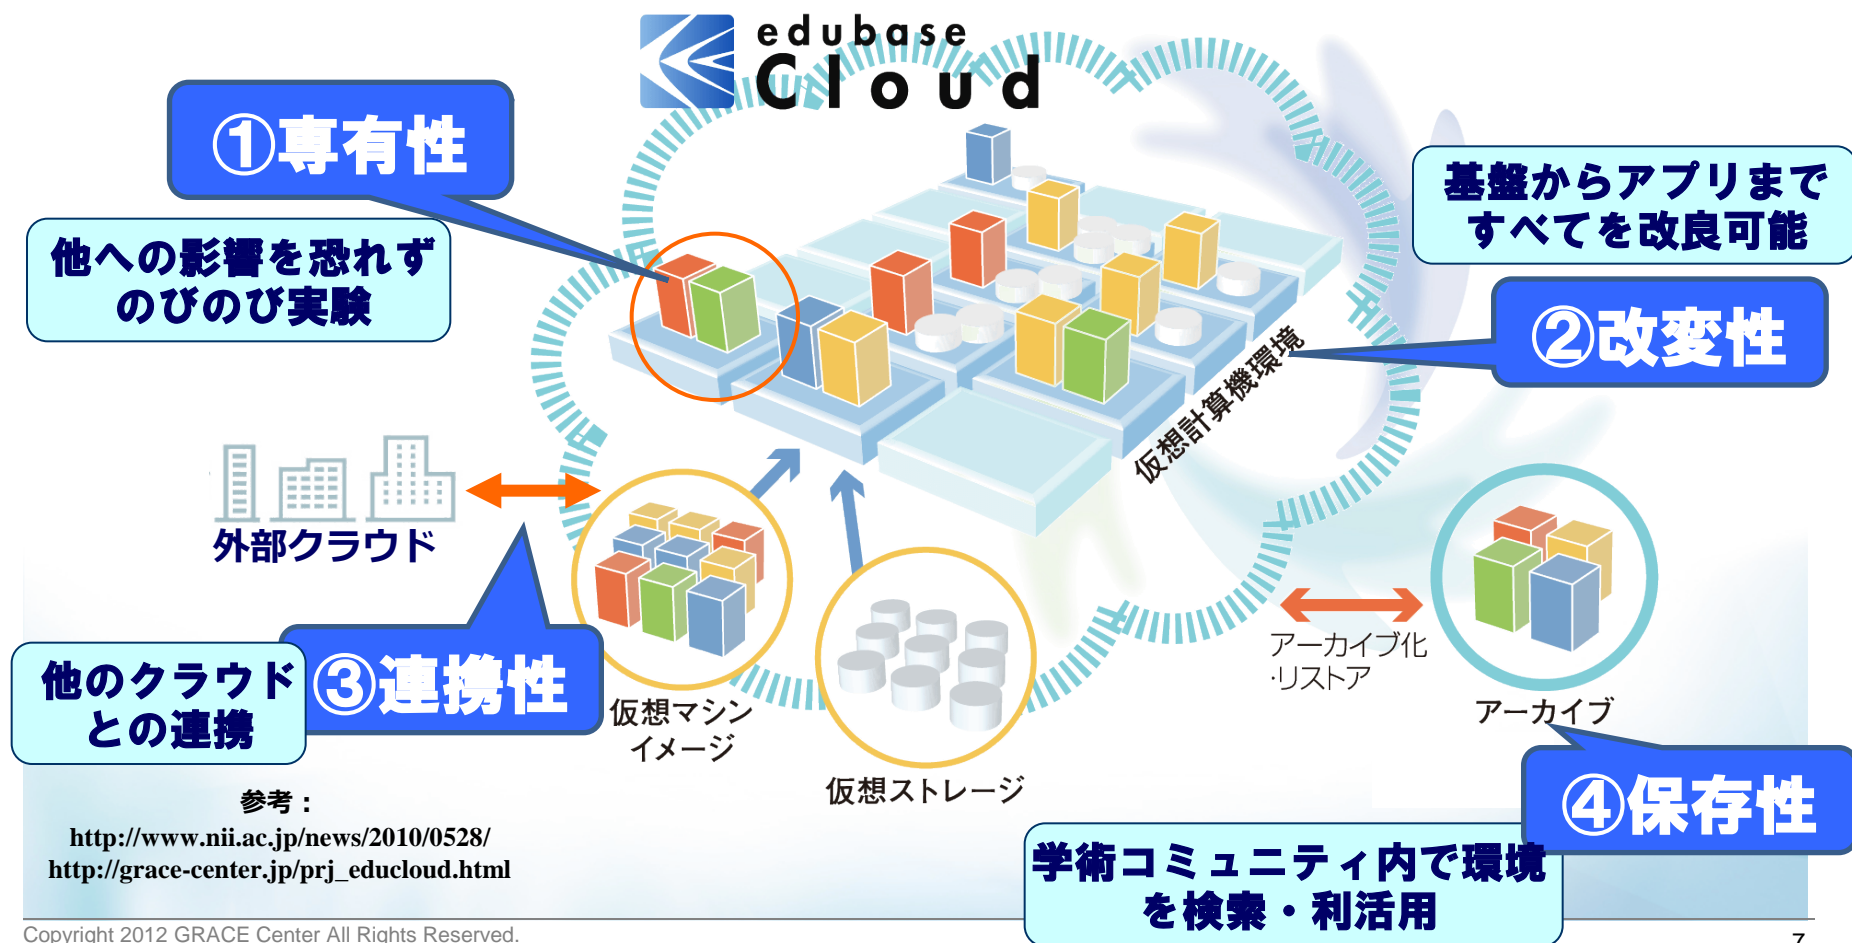 edubase
Cloud
①専有性
他への影響を恐れず
のびのび実験
基盤からアプリまで
すべてを改良可能
②改変性
仮想計算機環境
外部クラウド
③連携性
他のクラウド
との連携
仮想マシン
イメージ
仮想ストレージ
アーカイブ化
・リストア
アーカイブ
④保存性
学術コミュニティ内で環境
を検索・利活用
参考：
http://www.nii.ac.jp/news/2010/0528/
http://grace-center.jp/prj_educloud.html
Copyright 2012 GRACE Center All Rights Reserved.
7